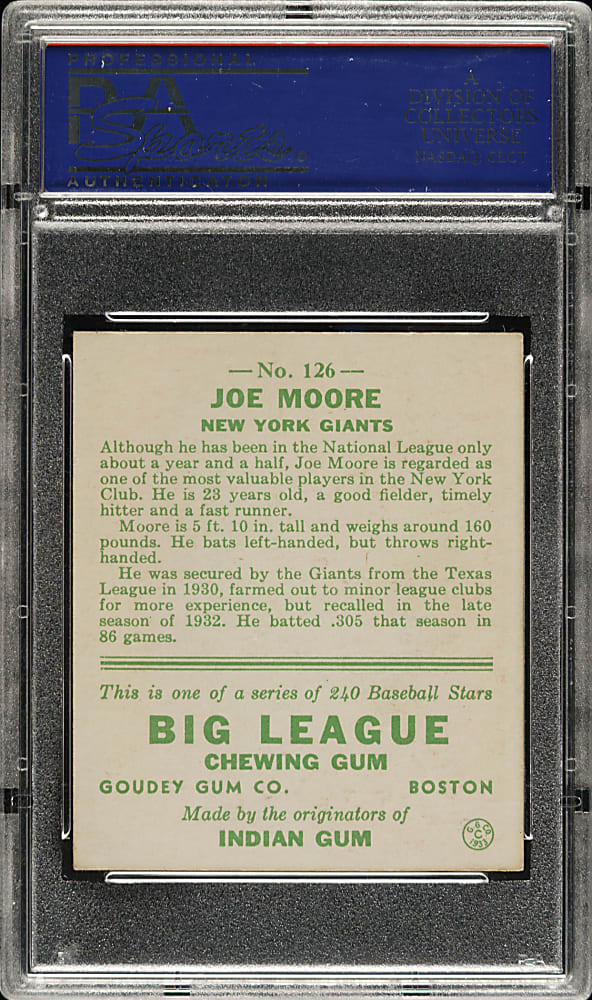 PROFESSIONAL
PSA
Sports
AUTHENTICATOR
A
DIVISION OF
COLLECTORS
UNIVERSE
NASDAQ: CLCT
— No. 126 —
JOE MOORE
NEW YORK GIANTS
Although he has been in the National League only
about a year and a half, Joe Moore is regarded as
one of the most valuable players in the New York
Club. He is 23 years old, a good fielder, timely
hitter and a fast runner.
Moore is 5 ft. 10 in. tall and weighs around 160
pounds. He bats left-handed, but throws right-
handed.
He was secured by the Giants from the Texas
League in 1930, farmed out to minor league clubs
for more experience, but recalled in the late
season of 1932. He batted .305 that season in
86 games.
This is one of a series of 240 Baseball Stars
BIG LEAGUE
CHEWING GUM
GOUDEY GUM CO. BOSTON
Made by the originators of
INDIAN GUM
G. G. CO.
C
1933